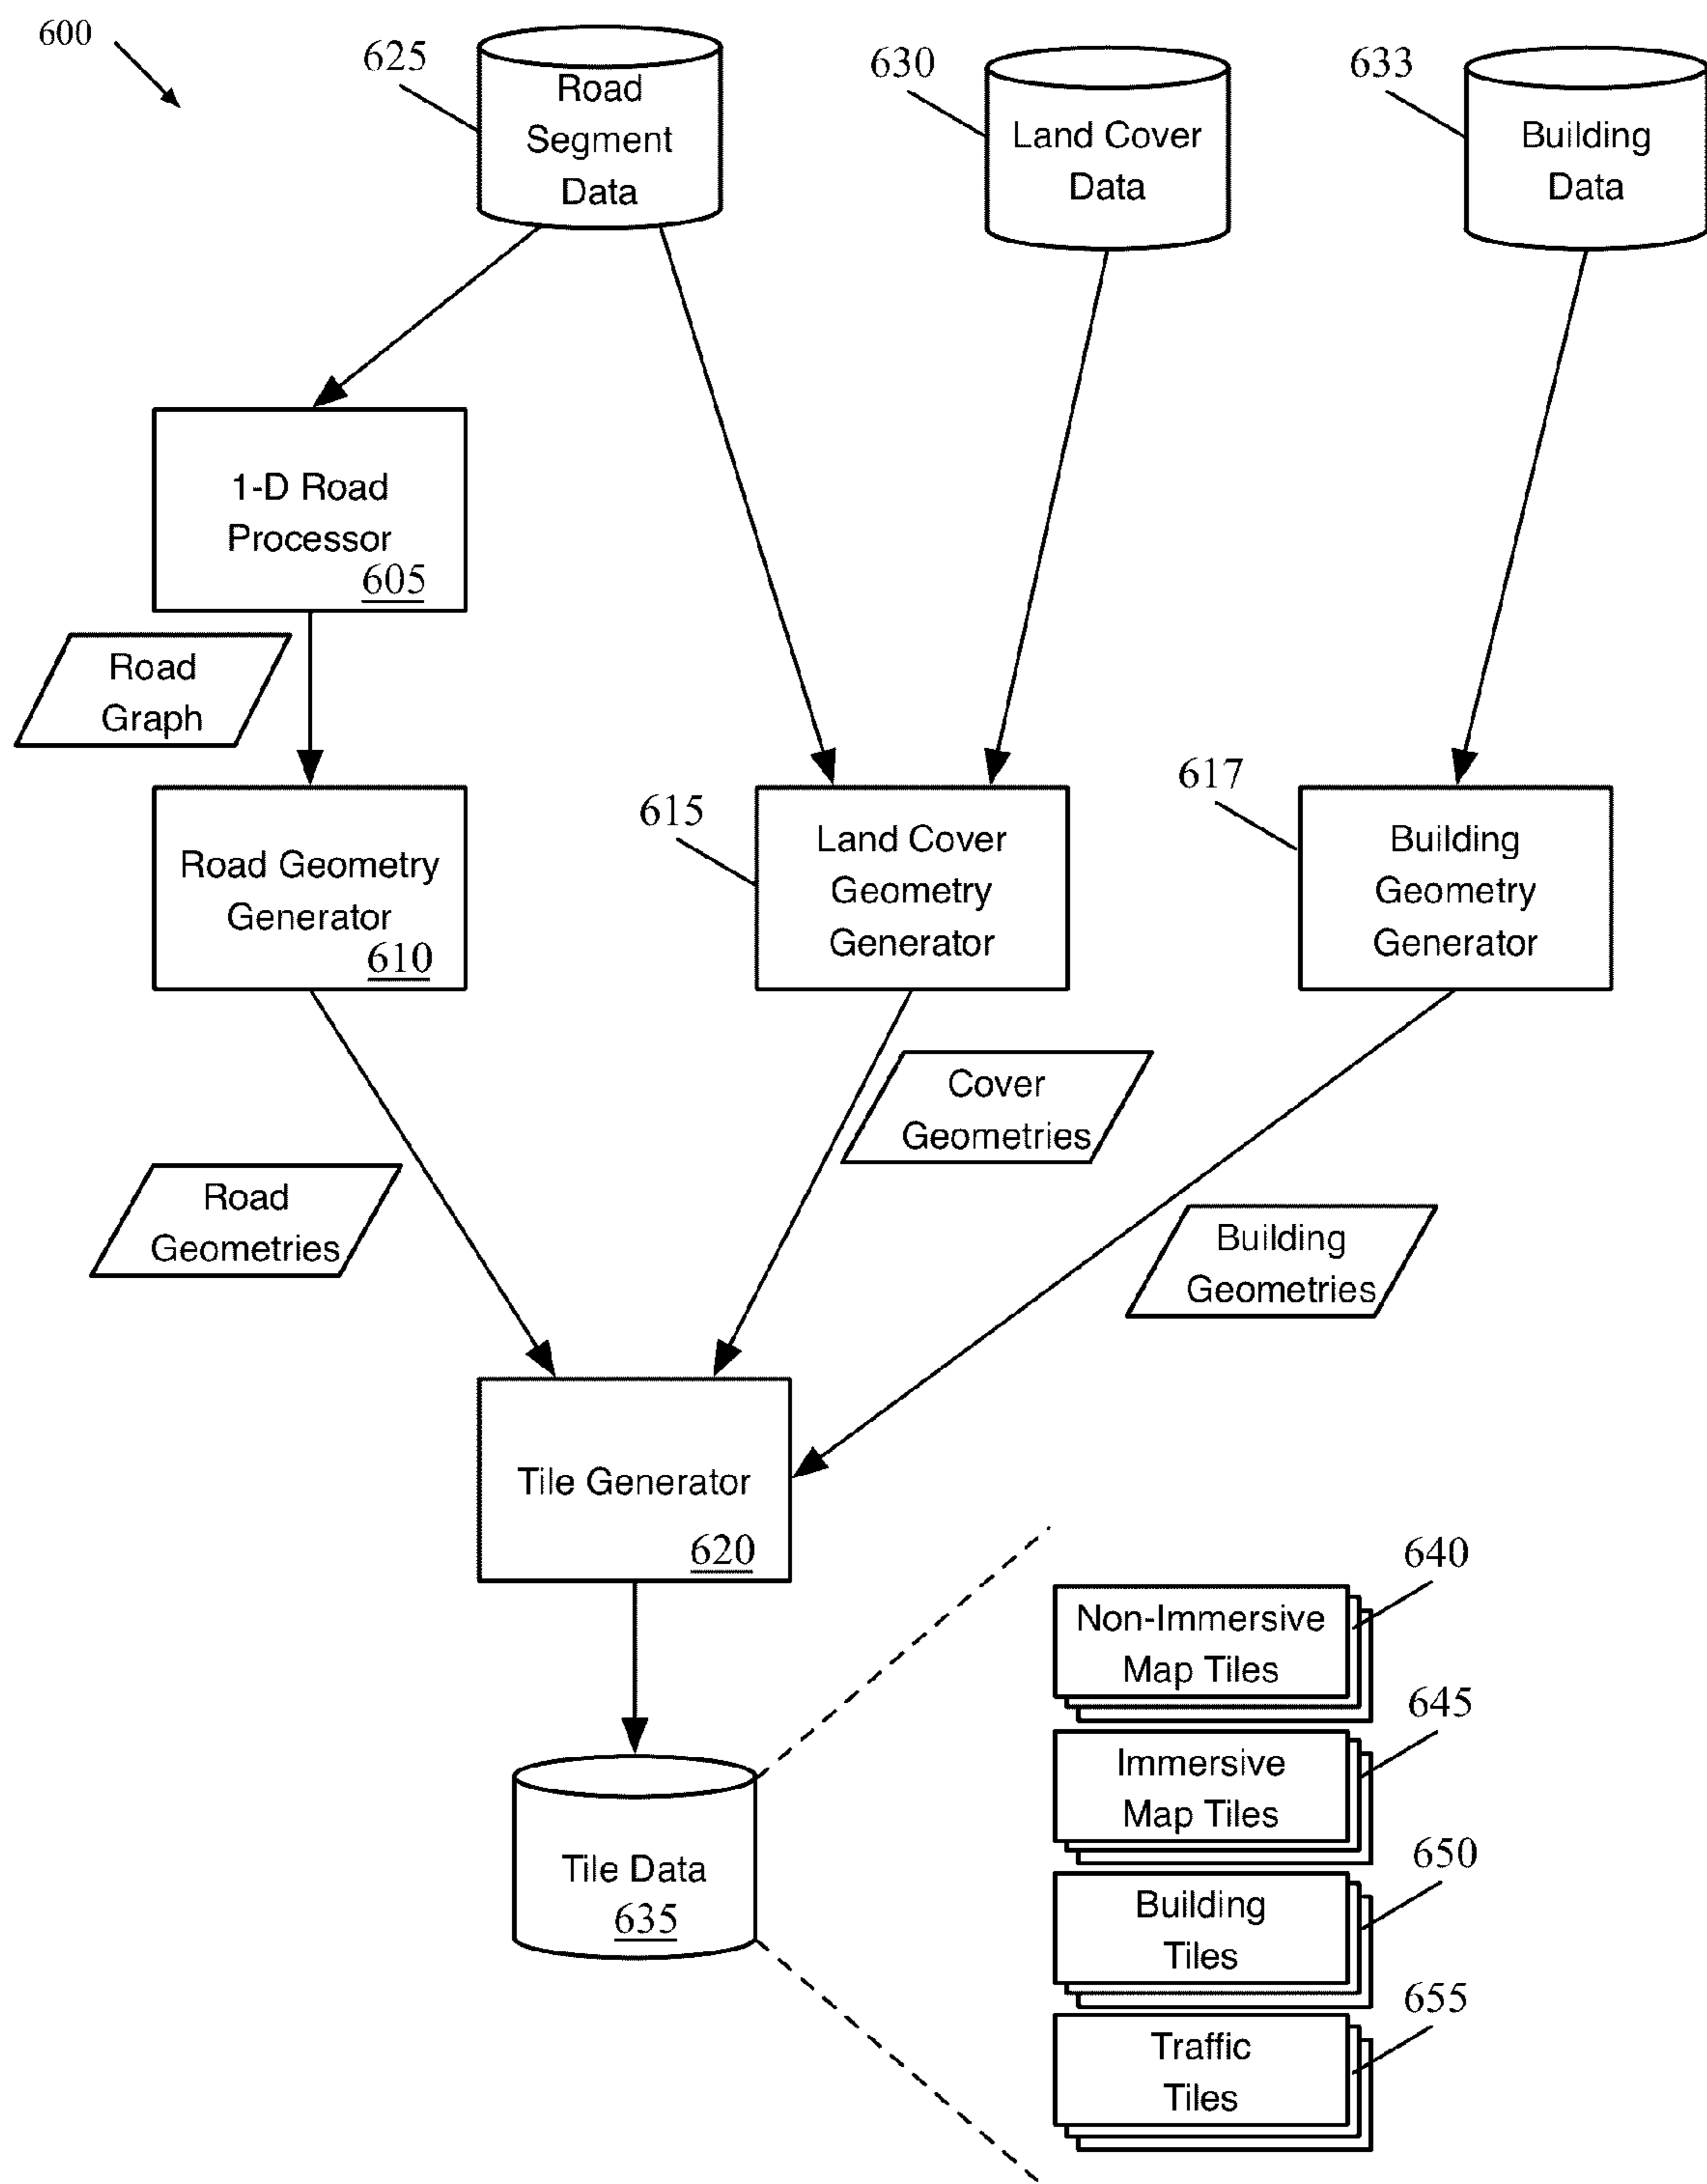 600
625
Road
Segment
Data
630
Land Cover
Data
633
Building
Data
1-D Road
Processor
605
Road
Graph
Road Geometry
Generator
610
615
Land Cover
Geometry
Generator
617
Building
Geometry
Generator
Cover
Geometries
Road
Geometries
Building
Geometries
Tile Generator
620
Tile Data
635
640
Non-Immersive
Map Tiles
645
Immersive
Map Tiles
650
Building
Tiles
655
Traffic
Tiles